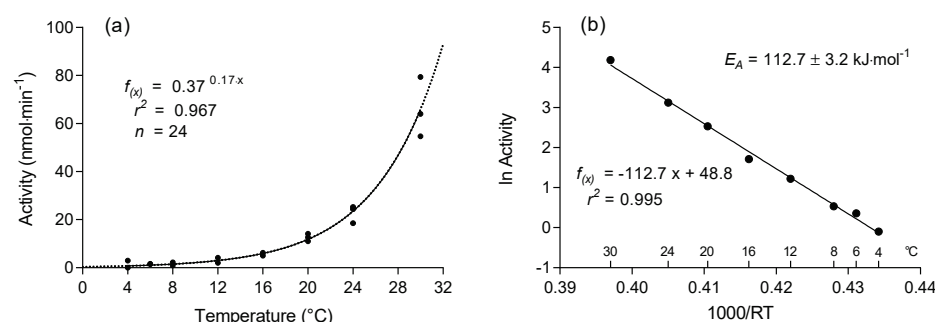 (a)
100
80
60
40
20
0
Activity (nmol·min⁻¹)
f(x) = 0.37 0.17·x
r² = 0.967
n = 24
0 4 8 12 16 20 24 28 32
Temperature (°C)
(b)
5
4
3
2
1
0
-1
ln Activity
E_A = 112.7 ± 3.2 kJ·mol⁻¹
f(x) = -112.7 x + 48.8
r² = 0.995
30 24 20 16 12 8 6 4 °C
0.39 0.40 0.41 0.42 0.43 0.44
1000/RT